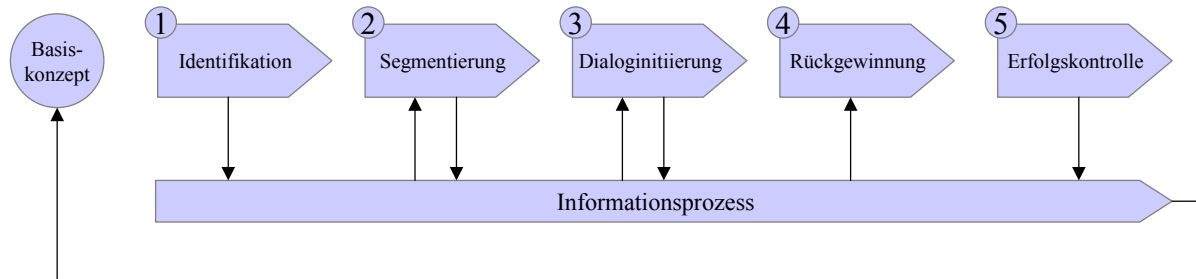 1
2
3
4
5
Basis-
konzept
Identifikation
Segmentierung
Dialoginitiierung
Rückgewinnung
Erfolgskontrolle
Informationsprozess